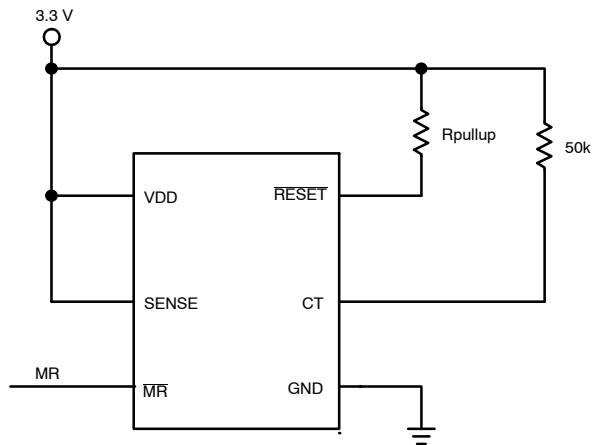 3.3 V
Rpullup
50k
VDD
RESET
SENSE
CT
MR
MR
GND